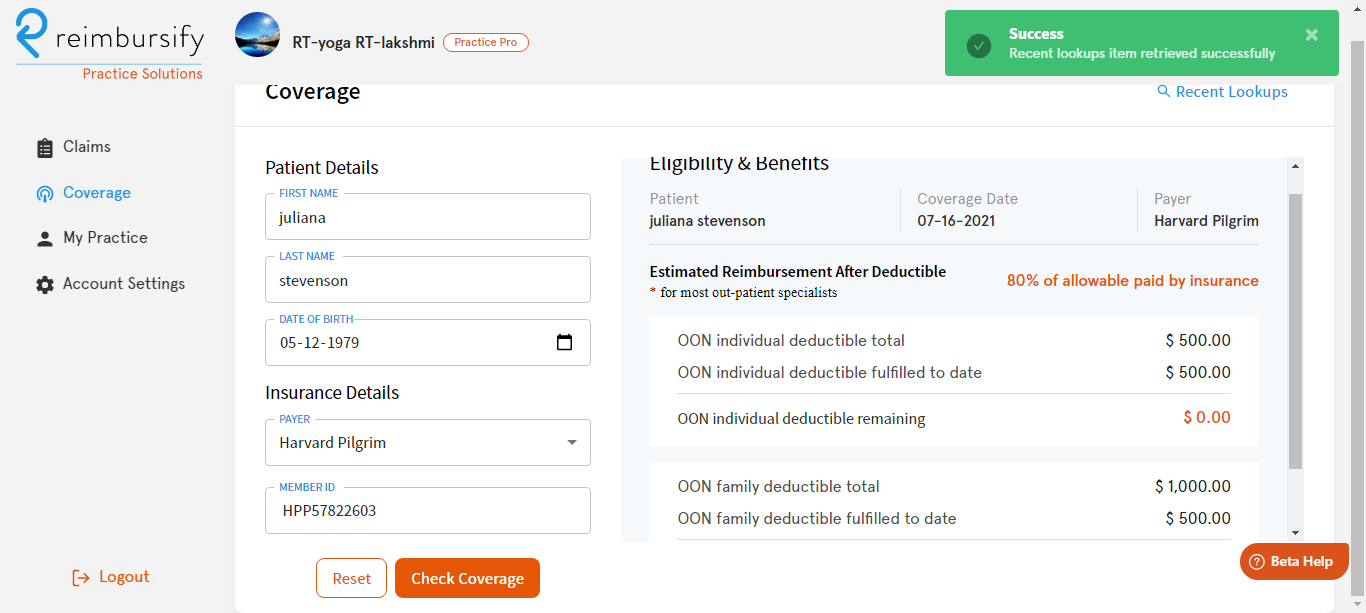 reimbursify
Practice Solutions
RT-yoga RT-lakshmi
Practice Pro
Success
Recent lookups item retrieved successfully
Claims
Coverage
My Practice
Account Settings
Logout
Coverage
Recent Lookups
Patient Details
FIRST NAME
juliana
LAST NAME
stevenson
DATE OF BIRTH
05-12-1979
Insurance Details
PAYER
Harvard Pilgrim
MEMBER ID
HPP57822603
Reset
Check Coverage
Eligibility & Benefits
Patient
juliana stevenson
Coverage Date
07-16-2021
Payer
Harvard Pilgrim
Estimated Reimbursement After Deductible
* for most out-patient specialists
80% of allowable paid by insurance
OON individual deductible total $ 500.00
OON individual deductible fulfilled to date $ 500.00
OON individual deductible remaining $ 0.00
OON family deductible total $ 1,000.00
OON family deductible fulfilled to date $ 500.00
Beta Help